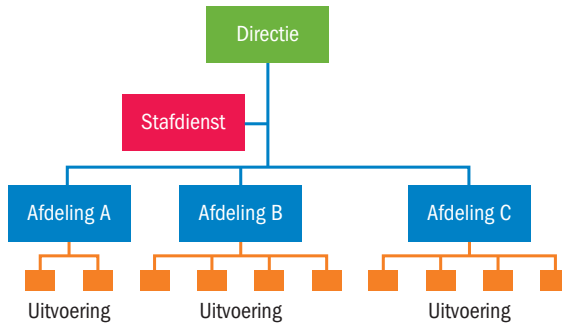 Directie
Stafdienst
Afdeling A
Afdeling B
Afdeling C
Uitvoering
Uitvoering
Uitvoering